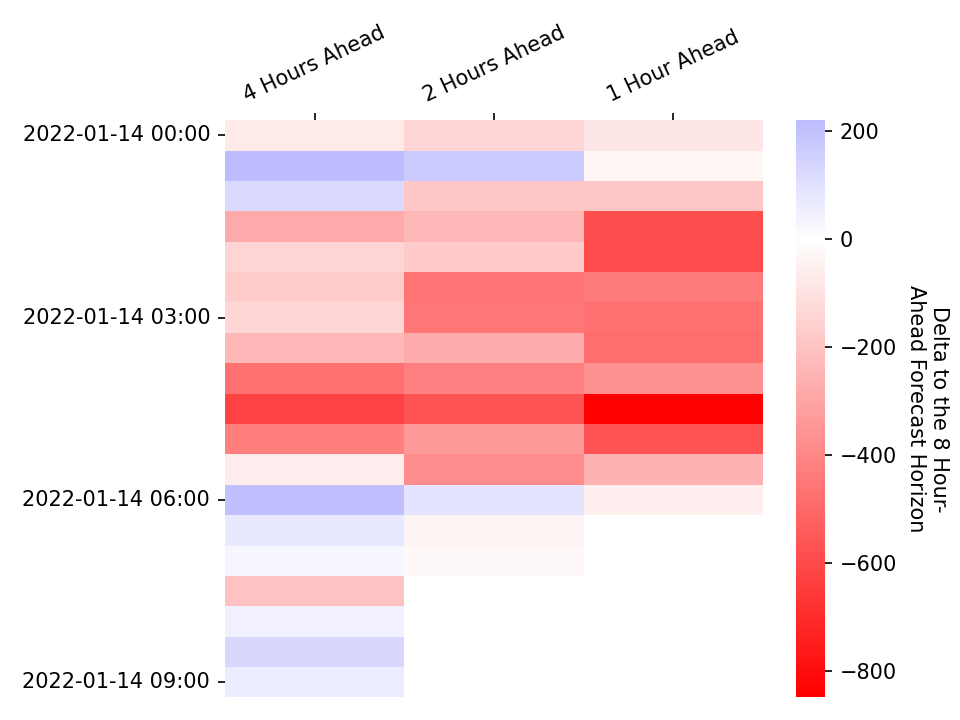 4 Hours Ahead
2 Hours Ahead
1 Hour Ahead
2022-01-14 00:00
2022-01-14 03:00
2022-01-14 06:00
2022-01-14 09:00
200
0
−200
−400
−600
−800
Delta to the 8 Hour-
Ahead Forecast Horizon